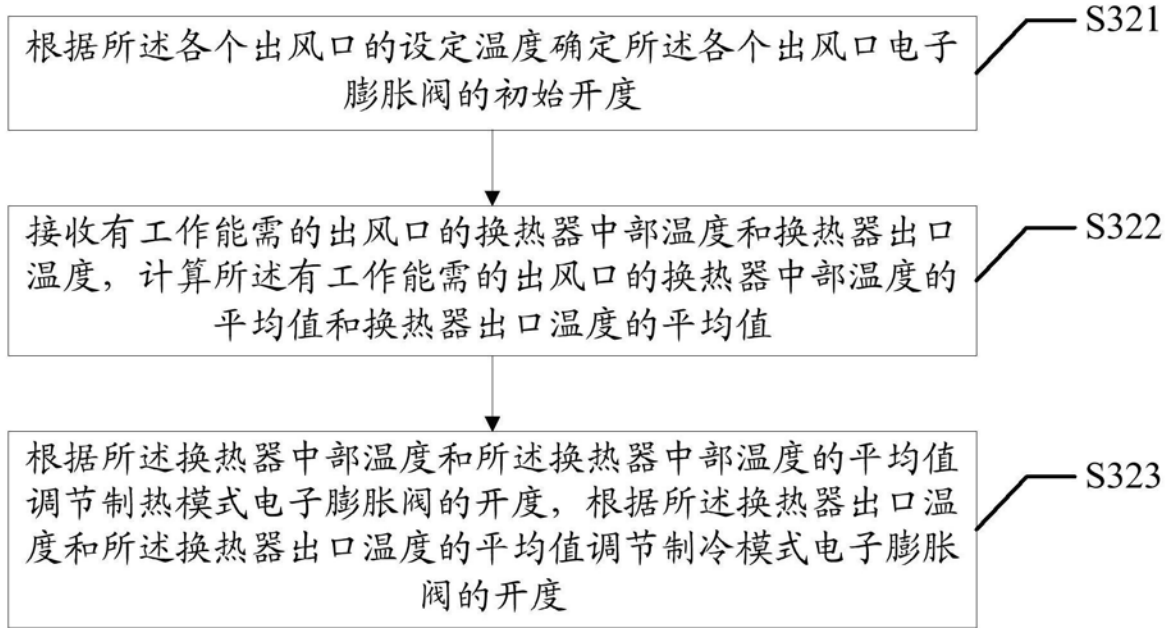 S321
根据所述各个出风口的设定温度确定所述各个出风口电子
膨胀阀的初始开度
S322
接收有工作能需的出风口的换热器中部温度和换热器出口
温度，计算所述有工作能需的出风口的换热器中部温度的
平均值和换热器出口温度的平均值
S323
根据所述换热器中部温度和所述换热器中部温度的平均值
调节制热模式电子膨胀阀的开度，根据所述换热器出口温
度和所述换热器出口温度的平均值调节制冷模式电子膨胀
阀的开度